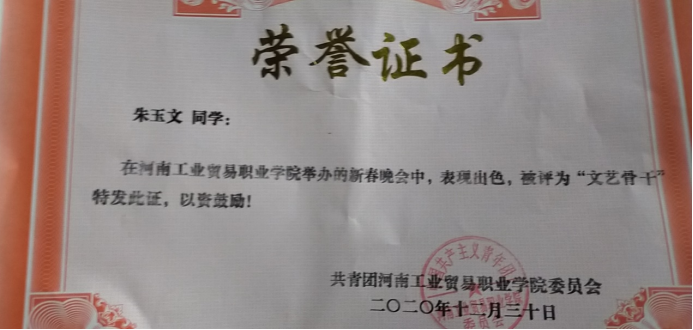 荣誉证书
朱玉文 同学：
在河南工业贸易职业学院举办的新春晚会中，表现出色，被评为“文艺骨干”
特发此证，以资鼓励！
共青团河南工业贸易职业学院委员会
二〇二〇年十二月三十日